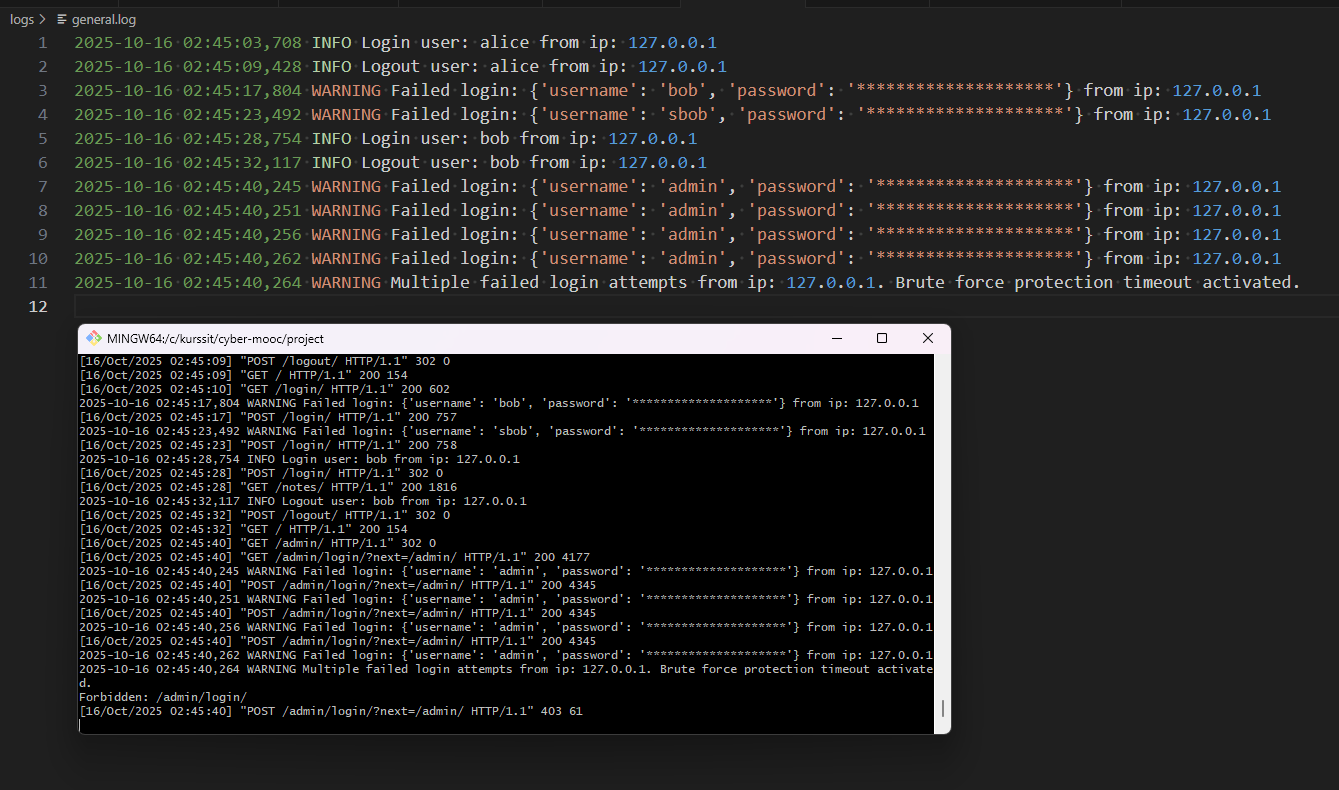 logs > general.log
1 2025-10-16 02:45:03,708 INFO Login user: alice from ip: 127.0.0.1
2 2025-10-16 02:45:09,428 INFO Logout user: alice from ip: 127.0.0.1
3 2025-10-16 02:45:17,804 WARNING Failed login: {'username': 'bob', 'password': '********************'} from ip: 127.0.0.1
4 2025-10-16 02:45:23,492 WARNING Failed login: {'username': 'sbob', 'password': '********************'} from ip: 127.0.0.1
5 2025-10-16 02:45:28,754 INFO Login user: bob from ip: 127.0.0.1
6 2025-10-16 02:45:32,117 INFO Logout user: bob from ip: 127.0.0.1
7 2025-10-16 02:45:40,245 WARNING Failed login: {'username': 'admin', 'password': '********************'} from ip: 127.0.0.1
8 2025-10-16 02:45:40,251 WARNING Failed login: {'username': 'admin', 'password': '********************'} from ip: 127.0.0.1
9 2025-10-16 02:45:40,256 WARNING Failed login: {'username': 'admin', 'password': '********************'} from ip: 127.0.0.1
10 2025-10-16 02:45:40,262 WARNING Failed login: {'username': 'admin', 'password': '********************'} from ip: 127.0.0.1
11 2025-10-16 02:45:40,264 WARNING Multiple failed login attempts from ip: 127.0.0.1. Brute force protection timeout activated.
12
MINGW64:/c/kurssit/cyber-mooc/project
[16/Oct/2025 02:45:09] "POST /logout/ HTTP/1.1" 302 0
[16/Oct/2025 02:45:09] "GET / HTTP/1.1" 200 154
[16/Oct/2025 02:45:10] "GET /login/ HTTP/1.1" 200 602
2025-10-16 02:45:17,804 WARNING Failed login: {'username': 'bob', 'password': '********************'} from ip: 127.0.0.1
[16/Oct/2025 02:45:17] "POST /login/ HTTP/1.1" 200 757
2025-10-16 02:45:23,492 WARNING Failed login: {'username': 'sbob', 'password': '********************'} from ip: 127.0.0.1
[16/Oct/2025 02:45:23] "POST /login/ HTTP/1.1" 200 758
2025-10-16 02:45:28,754 INFO Login user: bob from ip: 127.0.0.1
[16/Oct/2025 02:45:28] "POST /login/ HTTP/1.1" 302 0
[16/Oct/2025 02:45:28] "GET /notes/ HTTP/1.1" 200 1816
2025-10-16 02:45:32,117 INFO Logout user: bob from ip: 127.0.0.1
[16/Oct/2025 02:45:32] "POST /logout/ HTTP/1.1" 302 0
[16/Oct/2025 02:45:32] "GET / HTTP/1.1" 200 154
[16/Oct/2025 02:45:40] "GET /admin/ HTTP/1.1" 302 0
[16/Oct/2025 02:45:40] "GET /admin/login/?next=/admin/ HTTP/1.1" 200 4177
2025-10-16 02:45:40,245 WARNING Failed login: {'username': 'admin', 'password': '********************'} from ip: 127.0.0.1
[16/Oct/2025 02:45:40] "POST /admin/login/?next=/admin/ HTTP/1.1" 200 4345
2025-10-16 02:45:40,251 WARNING Failed login: {'username': 'admin', 'password': '********************'} from ip: 127.0.0.1
[16/Oct/2025 02:45:40] "POST /admin/login/?next=/admin/ HTTP/1.1" 200 4345
2025-10-16 02:45:40,256 WARNING Failed login: {'username': 'admin', 'password': '********************'} from ip: 127.0.0.1
[16/Oct/2025 02:45:40] "POST /admin/login/?next=/admin/ HTTP/1.1" 200 4345
2025-10-16 02:45:40,262 WARNING Failed login: {'username': 'admin', 'password': '********************'} from ip: 127.0.0.1
2025-10-16 02:45:40,264 WARNING Multiple failed login attempts from ip: 127.0.0.1. Brute force protection timeout activate
d.
Forbidden: /admin/login/
[16/Oct/2025 02:45:40] "POST /admin/login/?next=/admin/ HTTP/1.1" 403 61